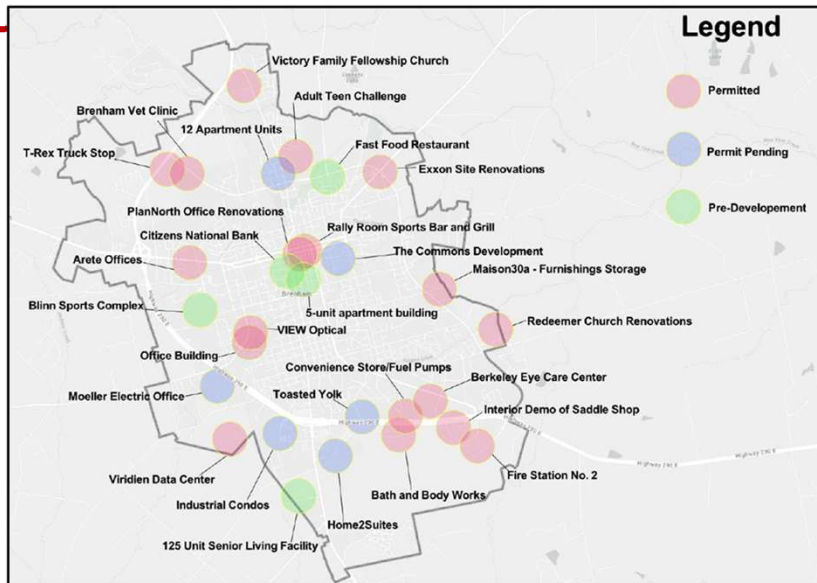 Legend
Permitted
Permit Pending
Pre-Developement
Victory Family Fellowship Church
Adult Teen Challenge
Brenham Vet Clinic
12 Apartment Units
T-Rex Truck Stop
Fast Food Restaurant
Exxon Site Renovations
PlanNorth Office Renovations
Rally Room Sports Bar and Grill
Citizens National Bank
The Commons Development
Arete Offices
Maison30a - Furnishings Storage
Brenham
Blinn Sports Complex
5-unit apartment building
VIEW Optical
Redeemer Church Renovations
Office Building
Convenience Store/Fuel Pumps
Berkeley Eye Care Center
Moeller Electric Office
Toasted Yolk
Interior Demo of Saddle Shop
Viridien Data Center
Industrial Condos
Bath and Body Works
Fire Station No. 2
Home2Suites
125 Unit Senior Living Facility
Highway 290 E